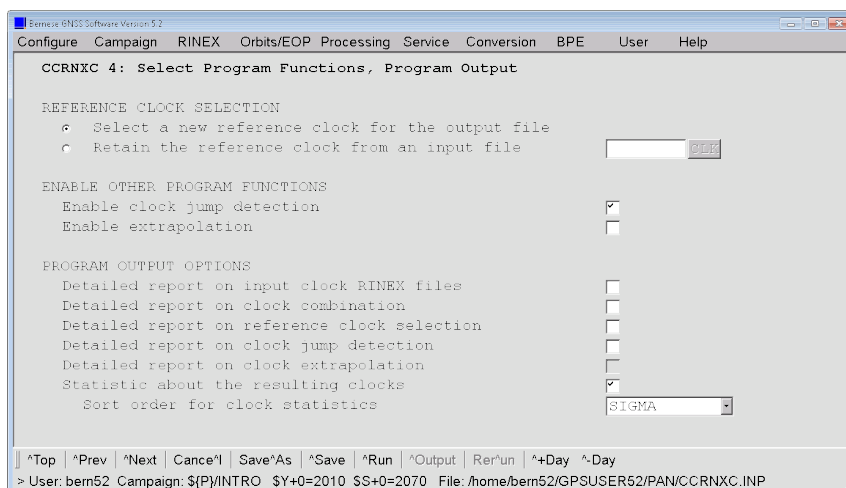 Bernese GNSS Software Version 5.2
Configure Campaign RINEX Orbits/EOP Processing Service Conversion BPE User Help
CCRNXC 4: Select Program Functions, Program Output
REFERENCE CLOCK SELECTION
Select a new reference clock for the output file
Retain the reference clock from an input file CLK
ENABLE OTHER PROGRAM FUNCTIONS
Enable clock jump detection
Enable extrapolation
PROGRAM OUTPUT OPTIONS
Detailed report on input clock RINEX files
Detailed report on clock combination
Detailed report on reference clock selection
Detailed report on clock jump detection
Detailed report on clock extrapolation
Statistic about the resulting clocks
Sort order for clock statistics SIGMA
^Top ^Prev ^Next Cance^l Save^As ^Save ^Run ^Output Rer^un ^+Day ^-Day
> User: bern52 Campaign: ${P}/INTRO $Y+0=2010 $S+0=2070 File: /home/bern52/GPSUSER52/PAN/CCRNXC.INP